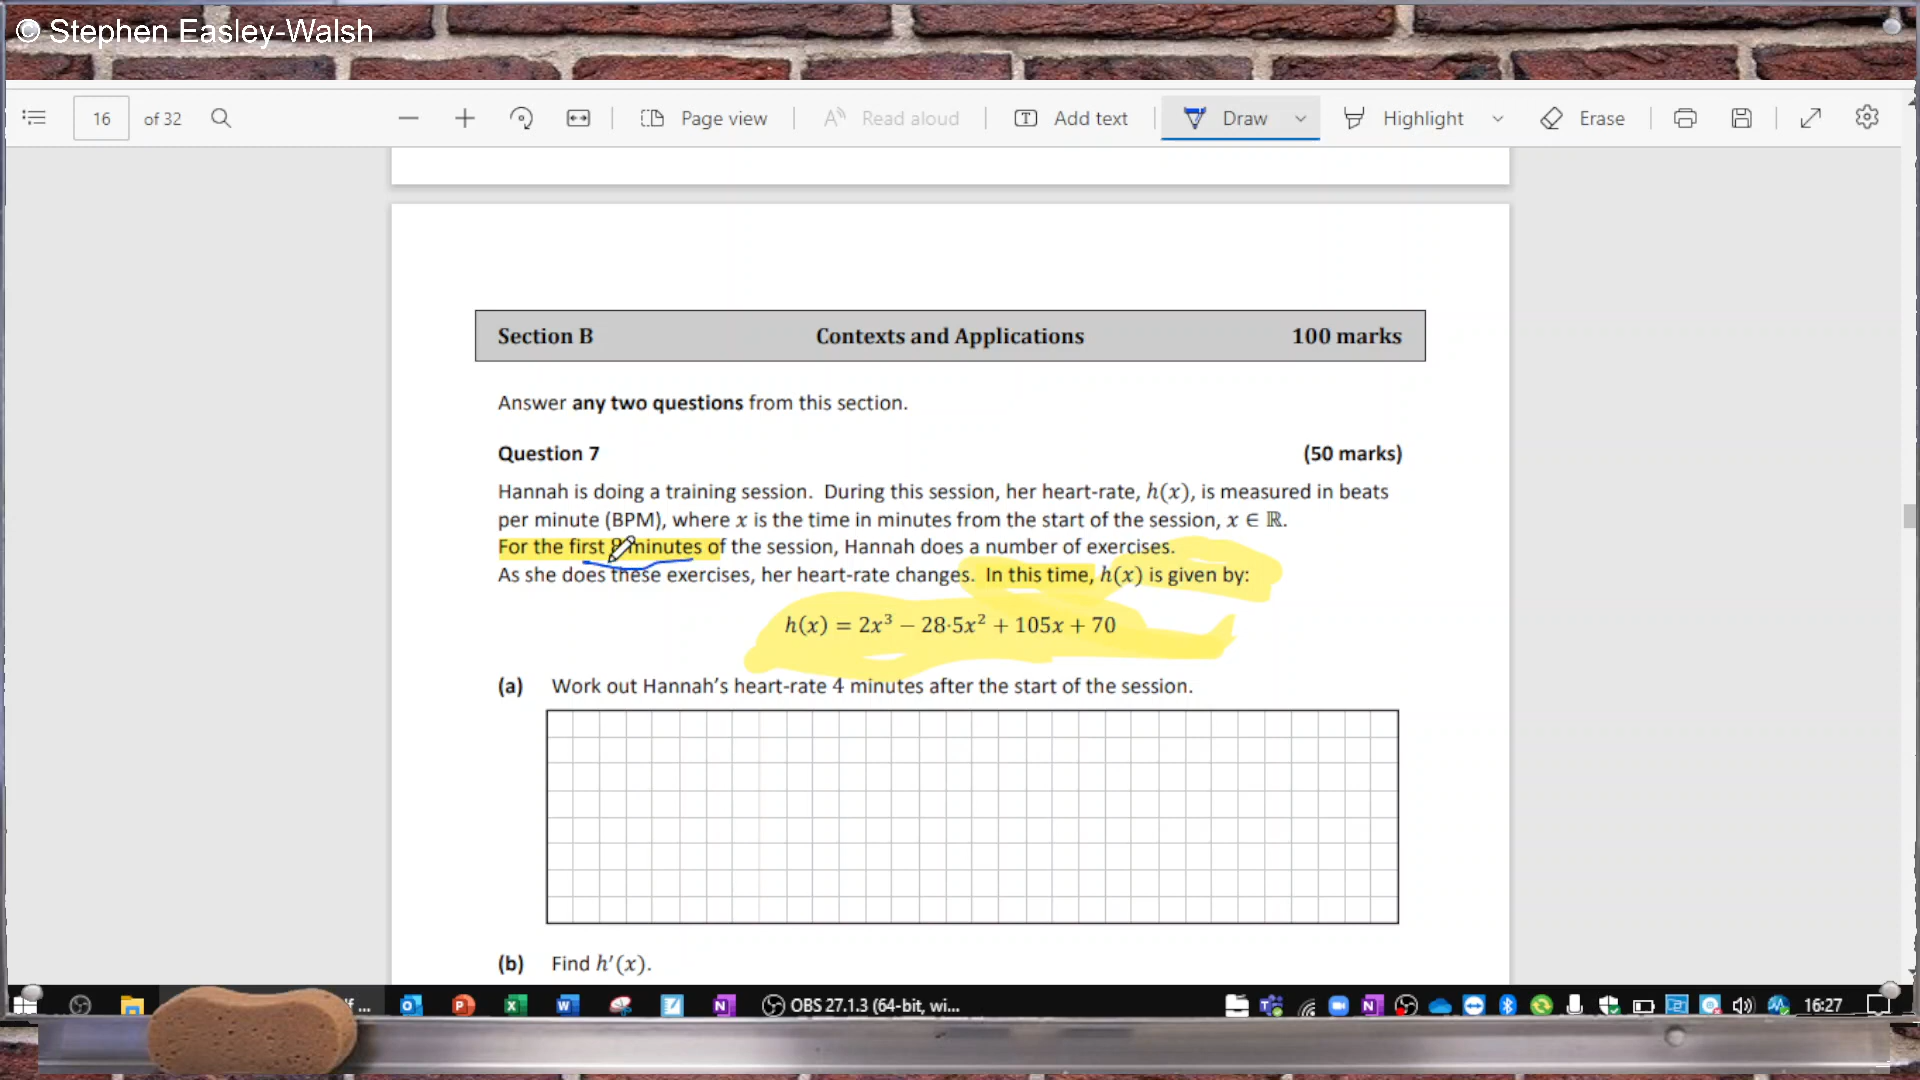 © Stephen Easley-Walsh
16 of 32 Page view Read aloud Add text Draw Highlight Erase
Section B Contexts and Applications 100 marks
Answer any two questions from this section.
Question 7 (50 marks)
Hannah is doing a training session. During this session, her heart-rate, h(x), is measured in beats
per minute (BPM), where x is the time in minutes from the start of the session, x ∈ ℝ.
For the first 8 minutes of the session, Hannah does a number of exercises.
As she does these exercises, her heart-rate changes. In this time, h(x) is given by:
h(x) = 2x³ − 28·5x² + 105x + 70
(a) Work out Hannah’s heart-rate 4 minutes after the start of the session.
(b) Find h′(x).
OBS 27.1.3 (64-bit, wi... 16:27